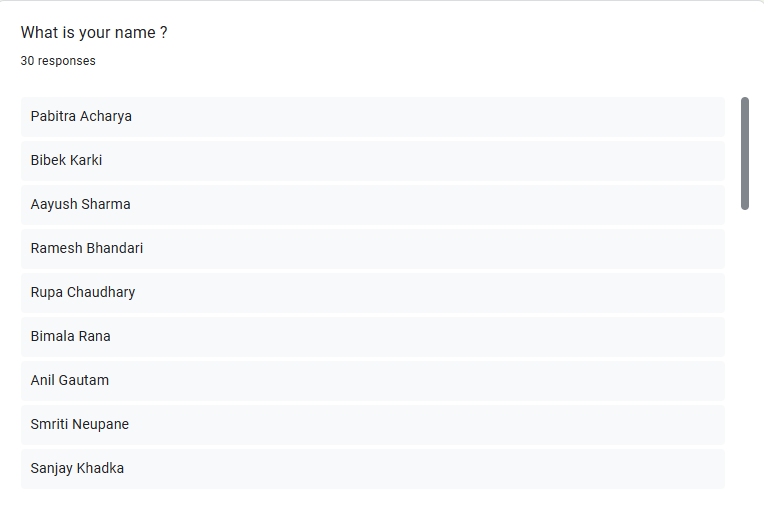 What is your name ?
30 responses
Pabitra Acharya
Bibek Karki
Aayush Sharma
Ramesh Bhandari
Rupa Chaudhary
Bimala Rana
Anil Gautam
Smriti Neupane
Sanjay Khadka